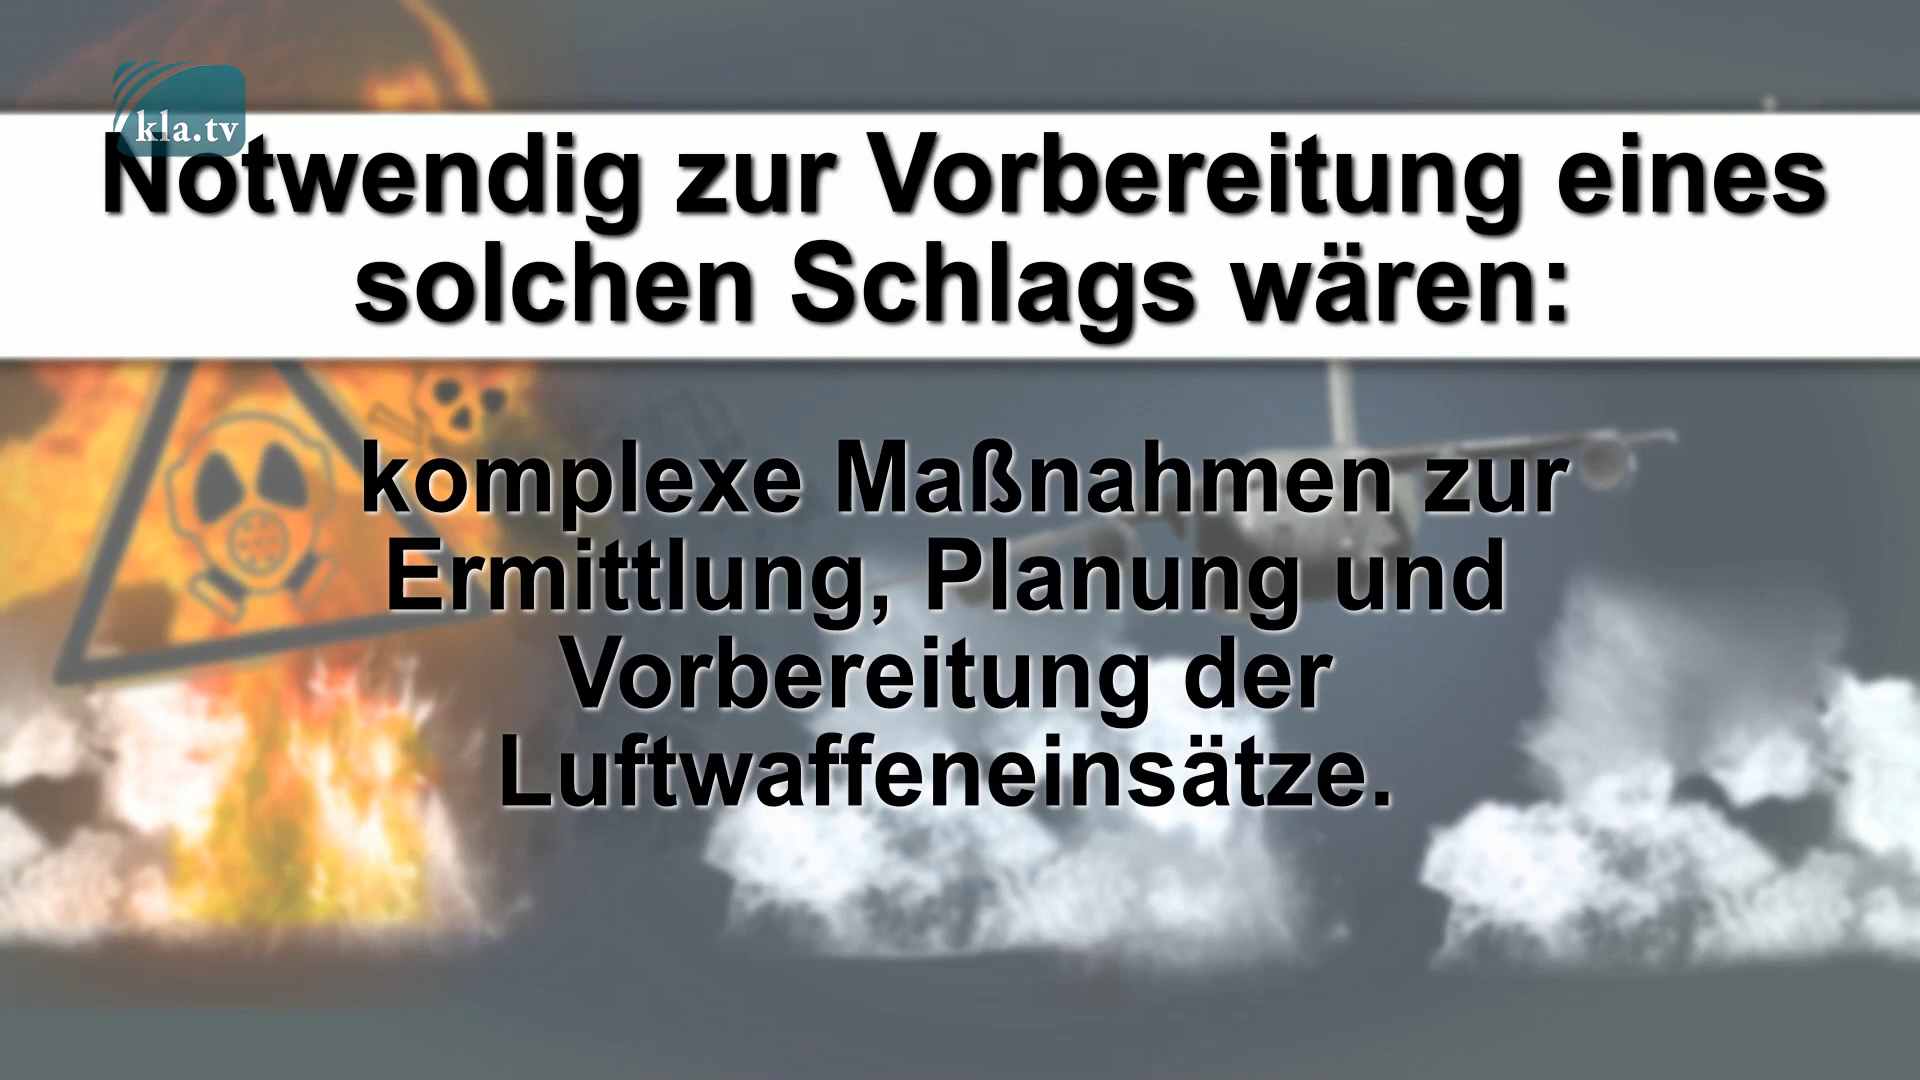 kla.tv
Notwendig zur Vorbereitung eines
solchen Schlags wären:
komplexe Maßnahmen zur
Ermittlung, Planung und
Vorbereitung der
Luftwaffeneinsätze.